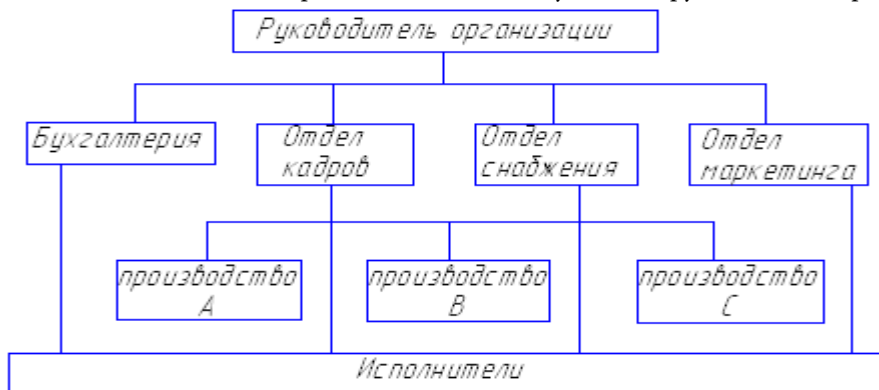 Руководитель организации
Бухгалтерия
Отдел
кадров
Отдел
снабжения
Отдел
маркетинга
производство
А
производство
В
производство
С
Исполнители